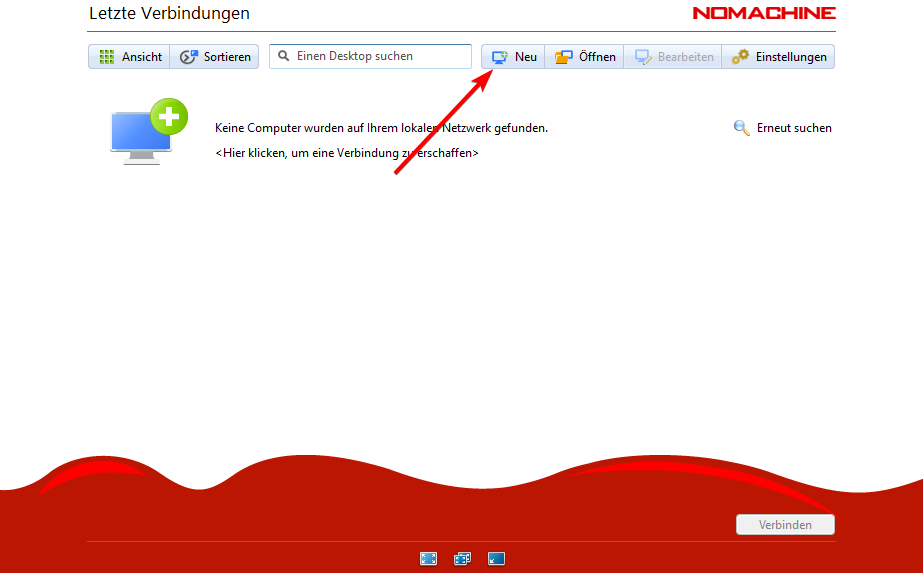 Letzte Verbindungen
NOMACHINE
Ansicht Sortieren Einen Desktop suchen Neu Öffnen Bearbeiten Einstellungen
Keine Computer wurden auf Ihrem lokalen Netzwerk gefunden. Erneut suchen
<Hier klicken, um eine Verbindung zu erschaffen>
Verbinden